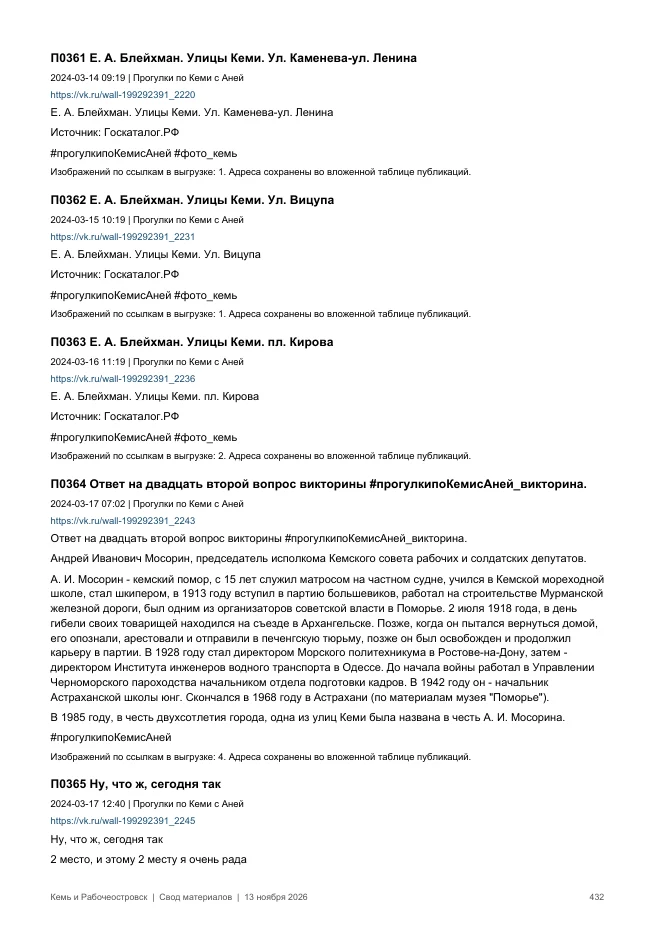 П0361 Е. А. Блейхман. Улицы Кеми. Ул. Каменева-ул. Ленина
2024-03-14 09:19 | Прогулки по Кеми с Аней
https://vk.ru/wall-199292391_2220
Е. А. Блейхман. Улицы Кеми. Ул. Каменева-ул. Ленина
Источник: Госкаталог.РФ
#прогулкипоКемисАней #фото_кемь
Изображений по ссылкам в выгрузке: 1. Адреса сохранены во вложенной таблице публикаций.
П0362 Е. А. Блейхман. Улицы Кеми. Ул. Вицупа
2024-03-15 10:19 | Прогулки по Кеми с Аней
https://vk.ru/wall-199292391_2231
Е. А. Блейхман. Улицы Кеми. Ул. Вицупа
Источник: Госкаталог.РФ
#прогулкипоКемисАней #фото_кемь
Изображений по ссылкам в выгрузке: 1. Адреса сохранены во вложенной таблице публикаций.
П0363 Е. А. Блейхман. Улицы Кеми. пл. Кирова
2024-03-16 11:19 | Прогулки по Кеми с Аней
https://vk.ru/wall-199292391_2236
Е. А. Блейхман. Улицы Кеми. пл. Кирова
Источник: Госкаталог.РФ
#прогулкипоКемисАней #фото_кемь
Изображений по ссылкам в выгрузке: 2. Адреса сохранены во вложенной таблице публикаций.
П0364 Ответ на двадцать второй вопрос викторины #прогулкипоКемисАней_викторина.
2024-03-17 07:02 | Прогулки по Кеми с Аней
https://vk.ru/wall-199292391_2243
Ответ на двадцать второй вопрос викторины #прогулкипоКемисАней_викторина.
Андрей Иванович Мосорин, председатель исполкома Кемского совета рабочих и солдатских депутатов.
А. И. Мосорин - кемский помор, с 15 лет служил матросом на частном судне, учился в Кемской мореходной
школе, стал шкипером, в 1913 году вступил в партию большевиков, работал на строительстве Мурманской
железной дороги, был одним из организаторов советской власти в Поморье. 2 июля 1918 года, в день
гибели своих товарищей находился на съезде в Архангельске. Позже, когда он пытался вернуться домой,
его опознали, арестовали и отправили в печенгскую тюрьму, позже он был освобожден и продолжил
карьеру в партии. В 1928 году стал директором Морского политехникума в Ростове-на-Дону, затем -
директором Института инженеров водного транспорта в Одессе. До начала войны работал в Управлении
Черноморского пароходства начальником отдела подготовки кадров. В 1942 году он - начальник
Астраханской школы юнг. Скончался в 1968 году в Астрахани (по материалам музея "Поморье").
В 1985 году, в честь двухсотлетия города, одна из улиц Кеми была названа в честь А. И. Мосорина.
#прогулкипоКемисАней
Изображений по ссылкам в выгрузке: 4. Адреса сохранены во вложенной таблице публикаций.
П0365 Ну, что ж, сегодня так
2024-03-17 12:40 | Прогулки по Кеми с Аней
https://vk.ru/wall-199292391_2245
Ну, что ж, сегодня так
2 место, и этому 2 месту я очень рада
Кемь и Рабочеостровск | Свод материалов | 13 ноября 2026 432